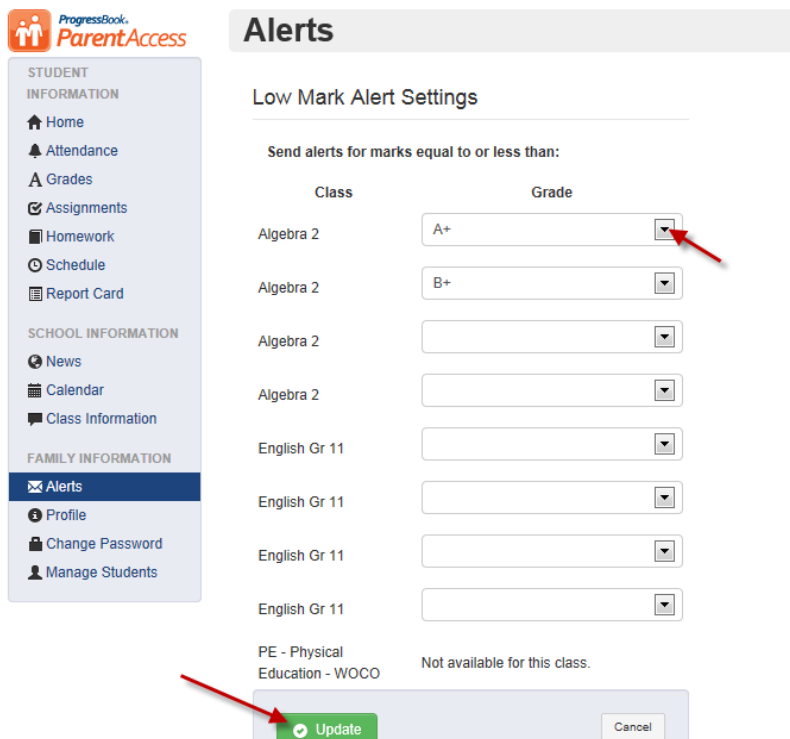 ProgressBook.
ParentAccess
Alerts
STUDENT
INFORMATION
Home
Attendance
Grades
Assignments
Homework
Schedule
Report Card
SCHOOL INFORMATION
News
Calendar
Class Information
FAMILY INFORMATION
Alerts
Profile
Change Password
Manage Students
Low Mark Alert Settings
Send alerts for marks equal to or less than:
Class Grade
Algebra 2 A+
Algebra 2 B+
Algebra 2
Algebra 2
English Gr 11
English Gr 11
English Gr 11
English Gr 11
PE - Physical
Education - WOCO Not available for this class.
Update Cancel